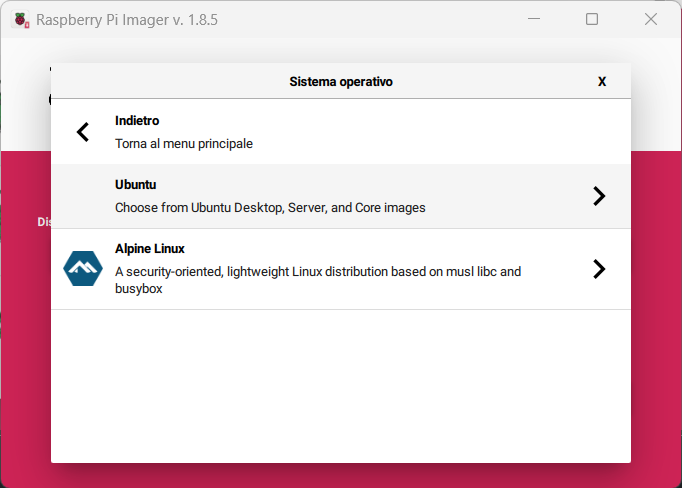 Raspberry Pi Imager v. 1.8.5
Sistema operativo
X
Indietro
Torna al menu principale
Ubuntu
Choose from Ubuntu Desktop, Server, and Core images
Dis
Alpine Linux
A security-oriented, lightweight Linux distribution based on musl libc and
busybox